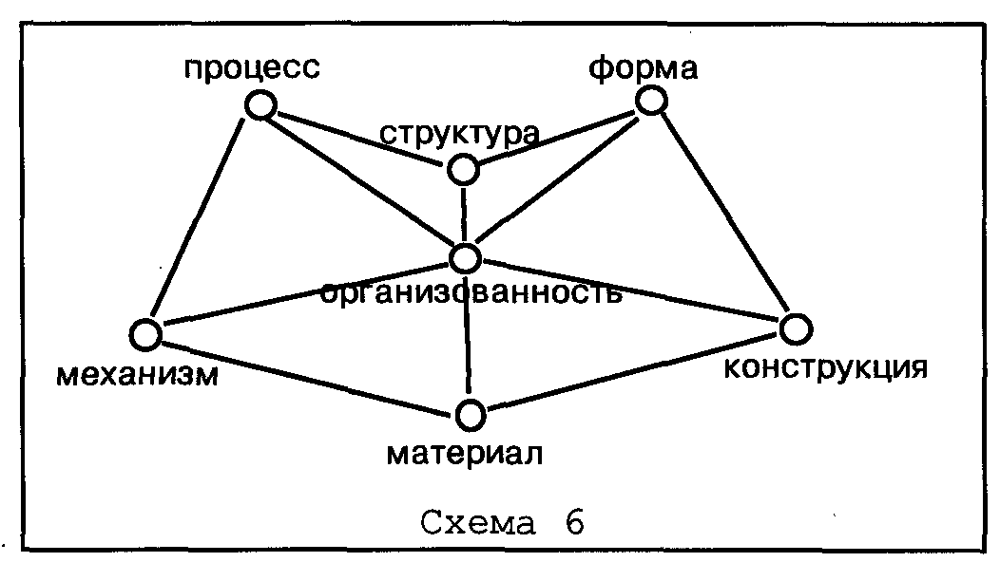 процесс
форма
структура
организованность
механизм
конструкция
материал
Схема 6